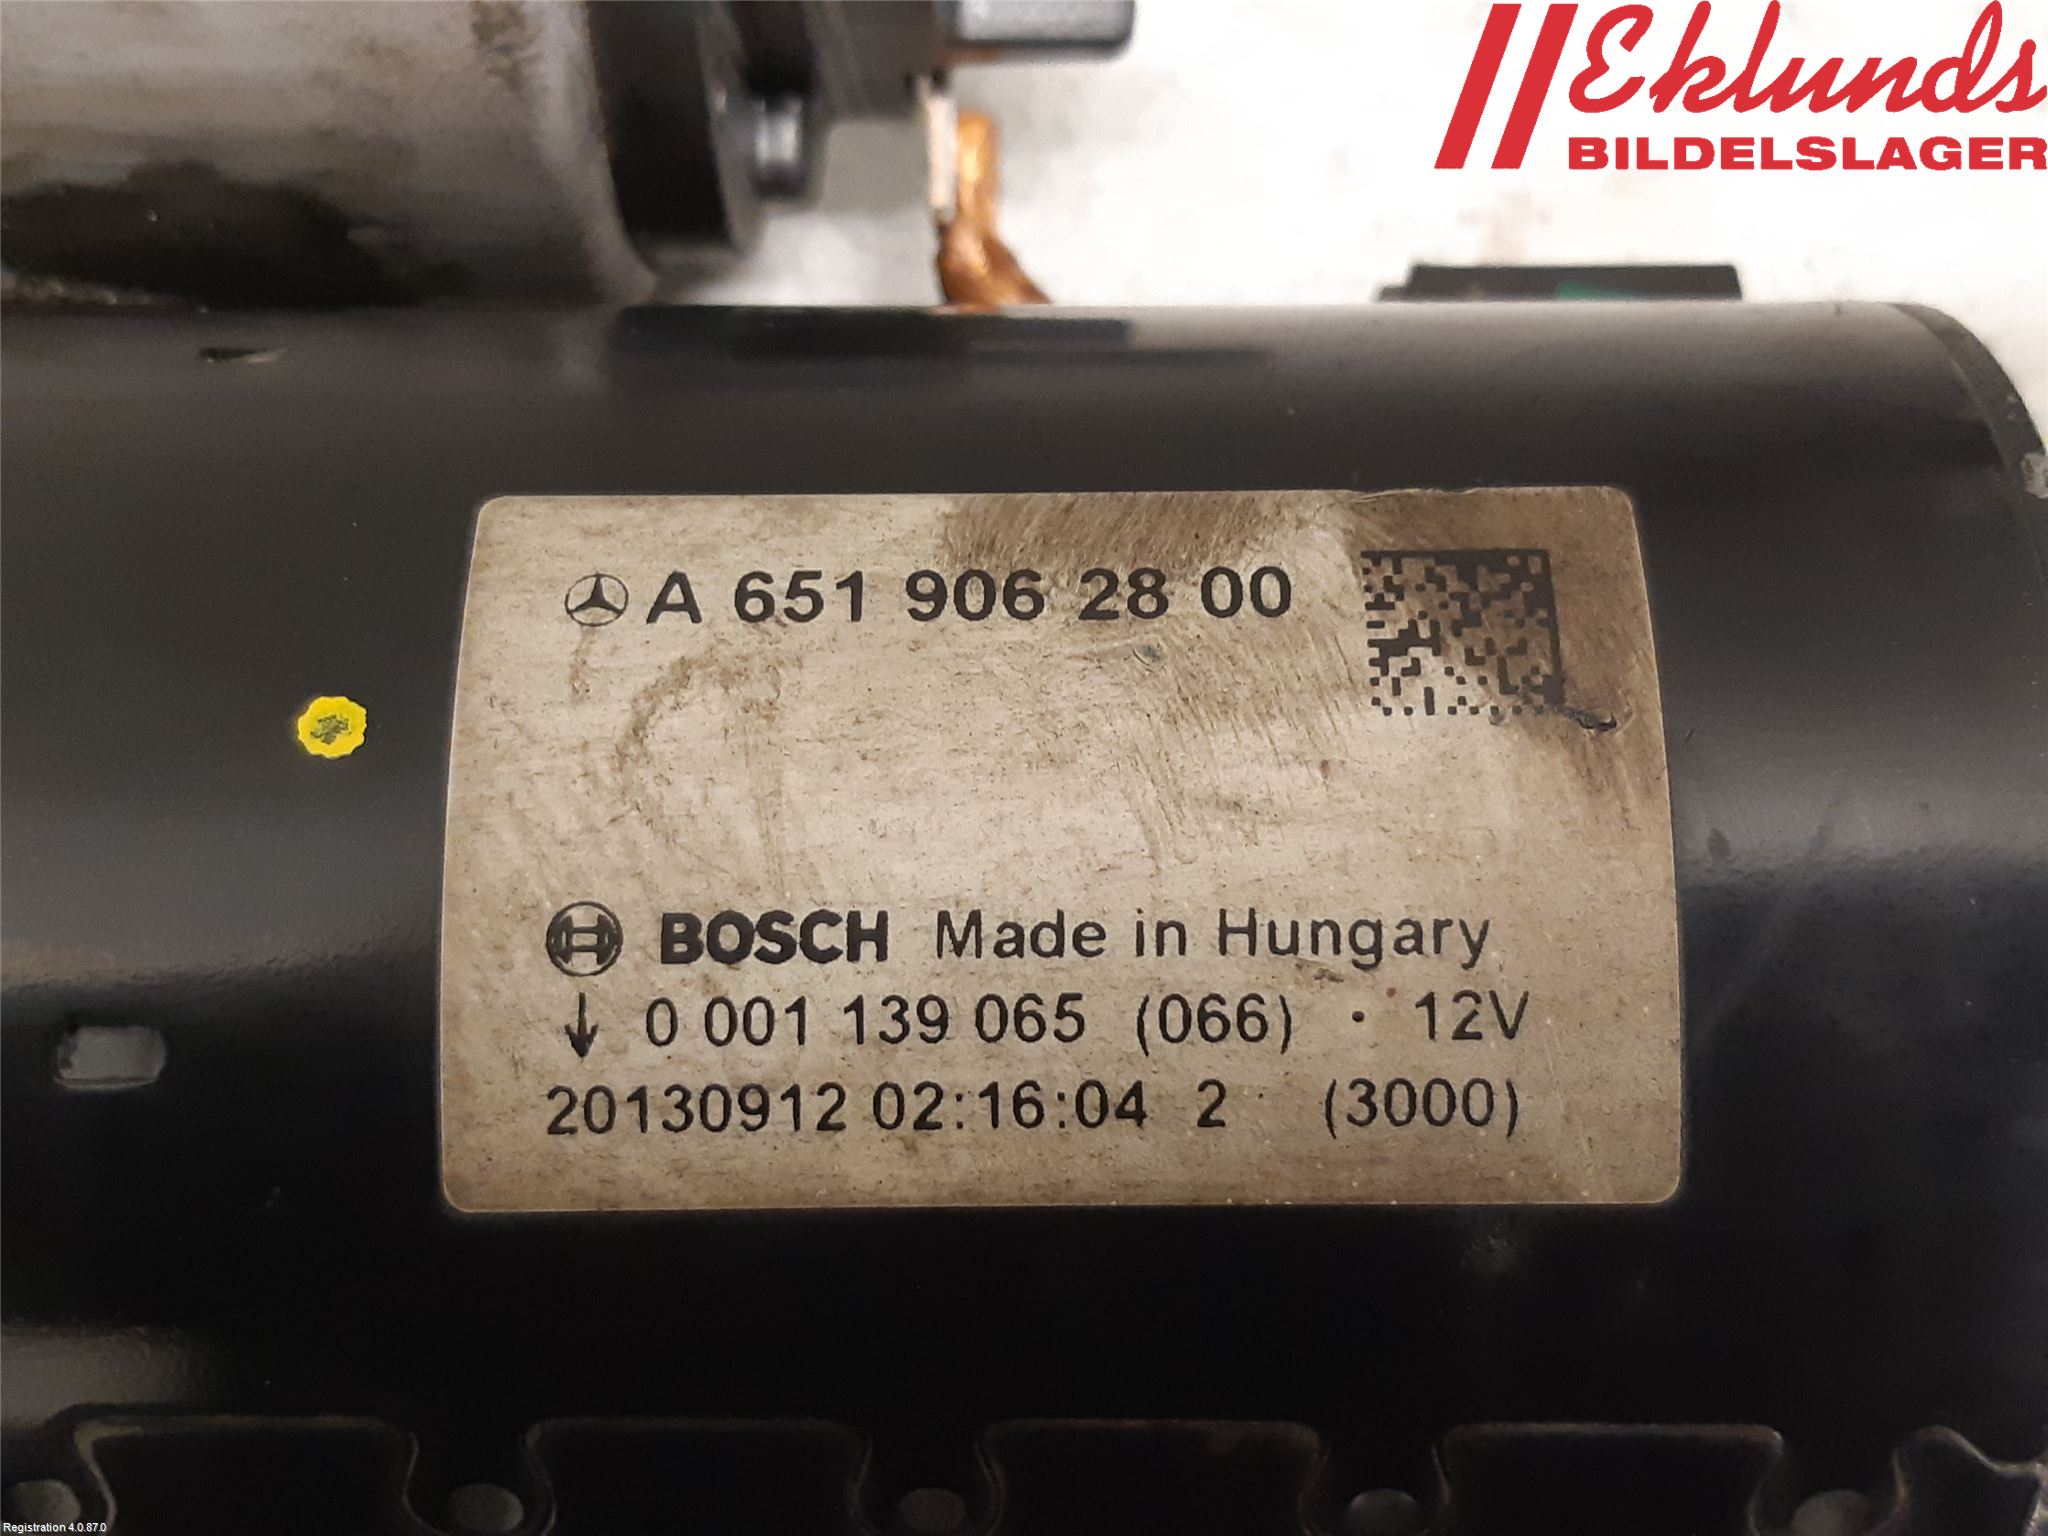 Eklunds
BILDELSLAGER
A 651 906 28 00
BOSCH Made in Hungary
↓ 0 001 139 065 (066) · 12V
20130912 02:16:04 2 (3000)
Registration 4.0.87.0